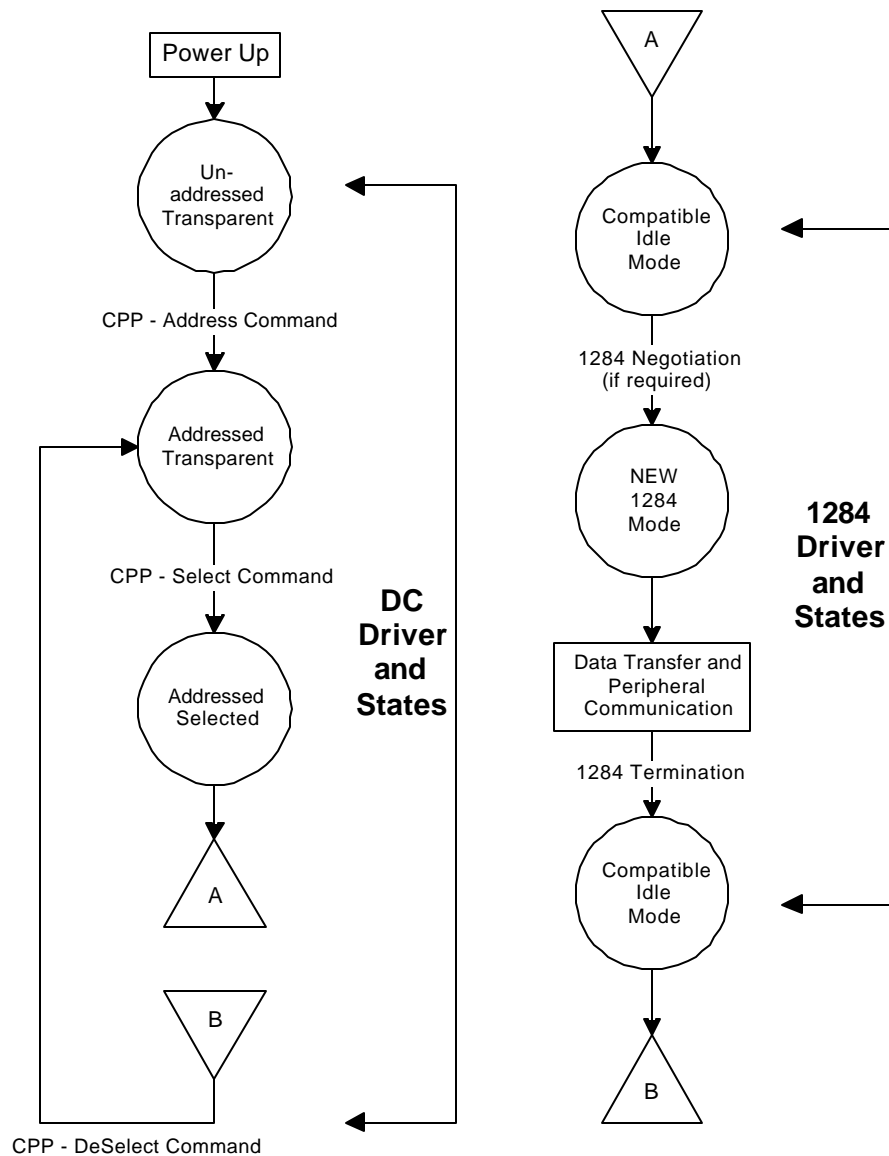 Power Up
Un-
addressed
Transparent
CPP - Address Command
Addressed
Transparent
CPP - Select Command
Addressed
Selected
A
B
CPP - DeSelect Command
DC
Driver
and
States
A
Compatible
Idle
Mode
1284 Negotiation
(if required)
NEW
1284
Mode
Data Transfer and
Peripheral
Communication
1284 Termination
Compatible
Idle
Mode
B
1284
Driver
and
States